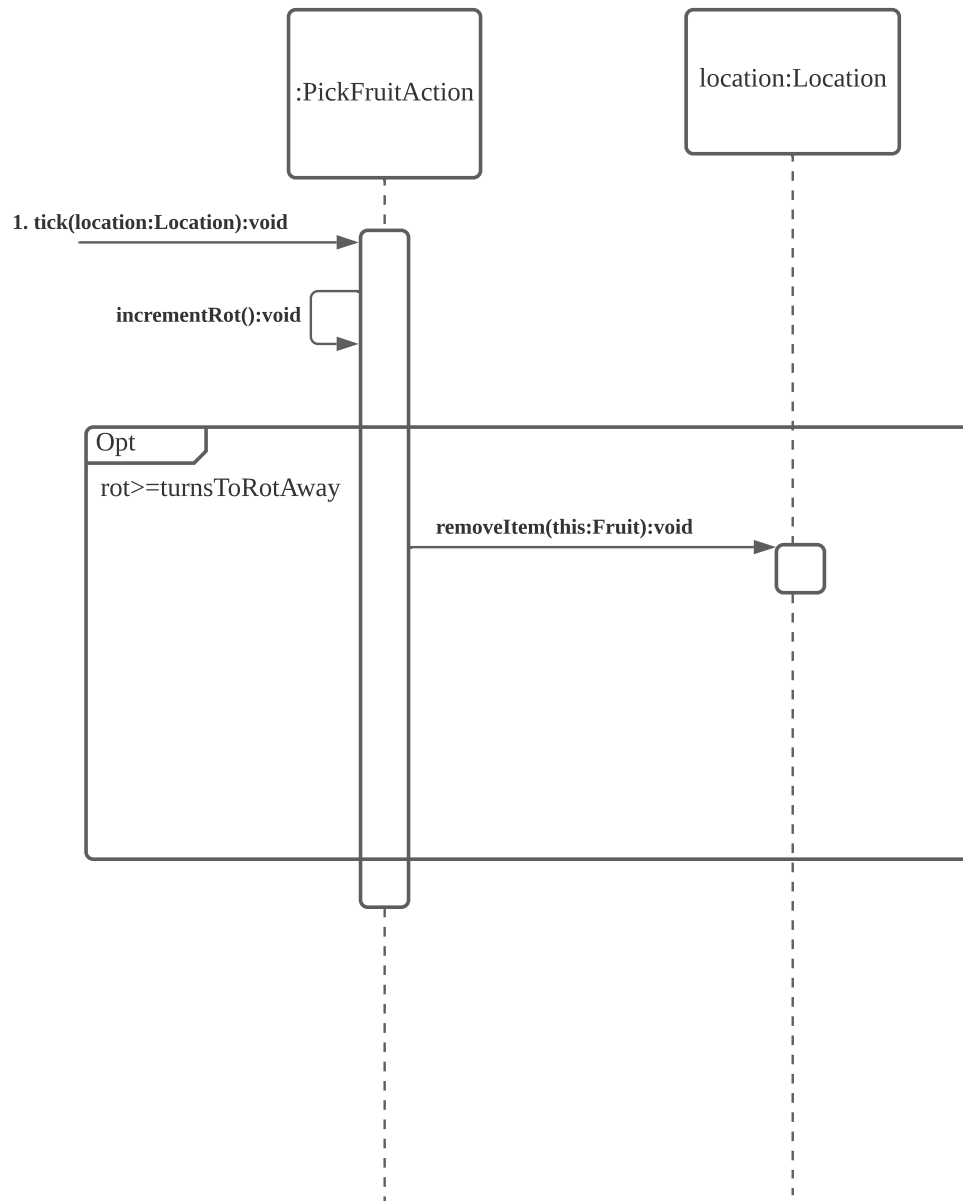 :PickFruitAction
location:Location
1. tick(location:Location):void
incrementRot():void
Opt
rot>=turnsToRotAway
removeItem(this:Fruit):void